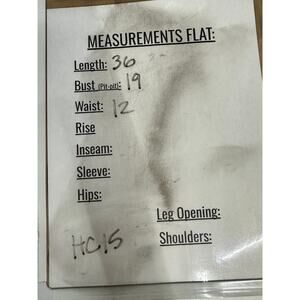 MEASUREMENTS FLAT:
Length: 36
Bust (Pit-pit): 19
Waist: 12
Rise
Inseam:
Sleeve:
Hips:
Leg Opening:
HC15 Shoulders: